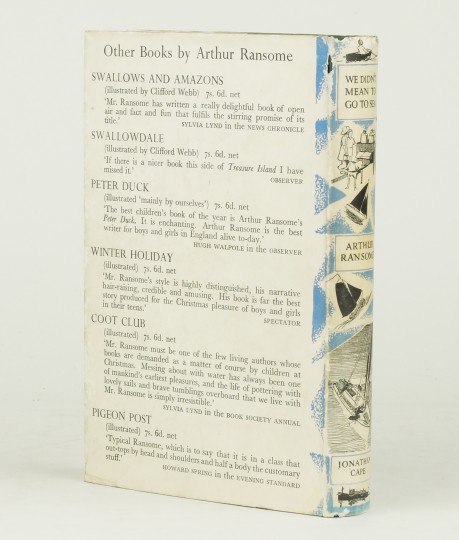 Other Books by Arthur Ransome
SWALLOWS AND AMAZONS
(illustrated by Clifford Webb) 7s. 6d. net
'Mr. Ransome has written a really delightful book of open
air and fact and fun that fulfils the stirring promise of its
title.' SYLVIA LYND in the NEWS CHRONICLE
SWALLOWDALE
(illustrated by Clifford Webb) 7s. 6d. net
'If there is a nicer book this side of Treasure Island I have
missed it.' OBSERVER
PETER DUCK
(illustrated 'mainly by ourselves') 7s. 6d. net
'The best children's book of the year is Arthur Ransome's
Peter Duck. It is enchanting. Arthur Ransome is the best
writer for boys and girls in England alive to-day.'
HUGH WALPOLE in the OBSERVER
WINTER HOLIDAY
(illustrated) 7s. 6d. net
'Mr. Ransome's style is highly distinguished, his narrative
hair-raising, credible and amusing. His book is far the best
story produced for the Christmas pleasure of boys and girls
in their teens.' SPECTATOR
COOT CLUB
(illustrated) 7s. 6d. net
'Mr. Ransome must be one of the few living authors whose
books are demanded as a matter of course by children at
Christmas. Messing about with water has always been one
of mankind's earliest pleasures, and the life of pottering with
lovely sails and brave tumblings overboard that we live with
Mr. Ransome is simply irresistible.'
SYLVIA LYND in the BOOK SOCIETY ANNUAL
PIGEON POST
(illustrated) 7s. 6d. net
'Typical Ransome, which is to say that it is in a class that
out-tops by head and shoulders and half a body the customary
stuff.' HOWARD SPRING in the EVENING STANDARD
WE DIDN'T
MEAN T
GO TO SE
ARTHUR
RANSOM
JONATHA
CAPE